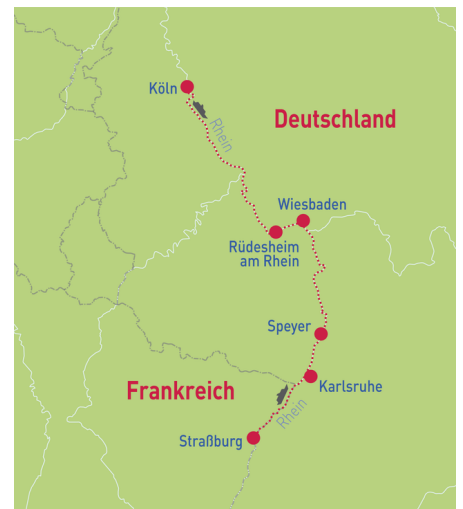 Köln
Rhein
Deutschland
Wiesbaden
Rüdesheim
am Rhein
Speyer
Frankreich
Karlsruhe
Rhein
Straßburg